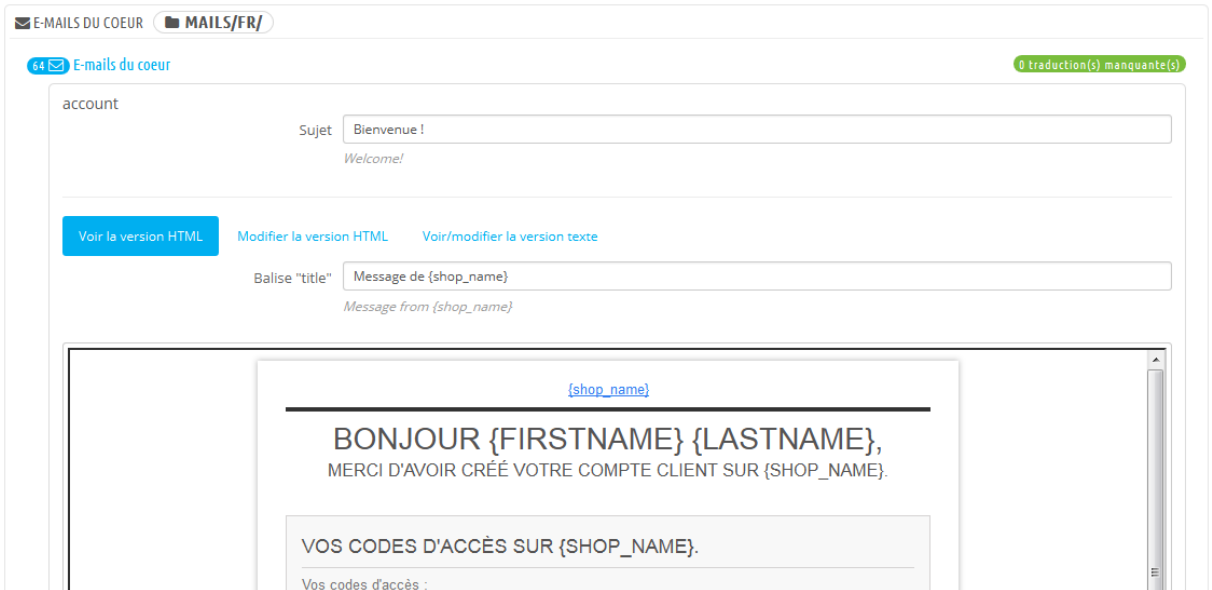 E-MAILS DU COEUR MAILS/FR/
64 E-mails du coeur 0 traduction(s) manquante(s)
account
Sujet Bienvenue !
Welcome!
Voir la version HTML Modifier la version HTML Voir/modifier la version texte
Balise "title" Message de {shop_name}
Message from {shop_name}
{shop_name}
BONJOUR {FIRSTNAME} {LASTNAME},
MERCI D'AVOIR CRÉÉ VOTRE COMPTE CLIENT SUR {SHOP_NAME}.
VOS CODES D'ACCÈS SUR {SHOP_NAME}.
Vos codes d'accès :